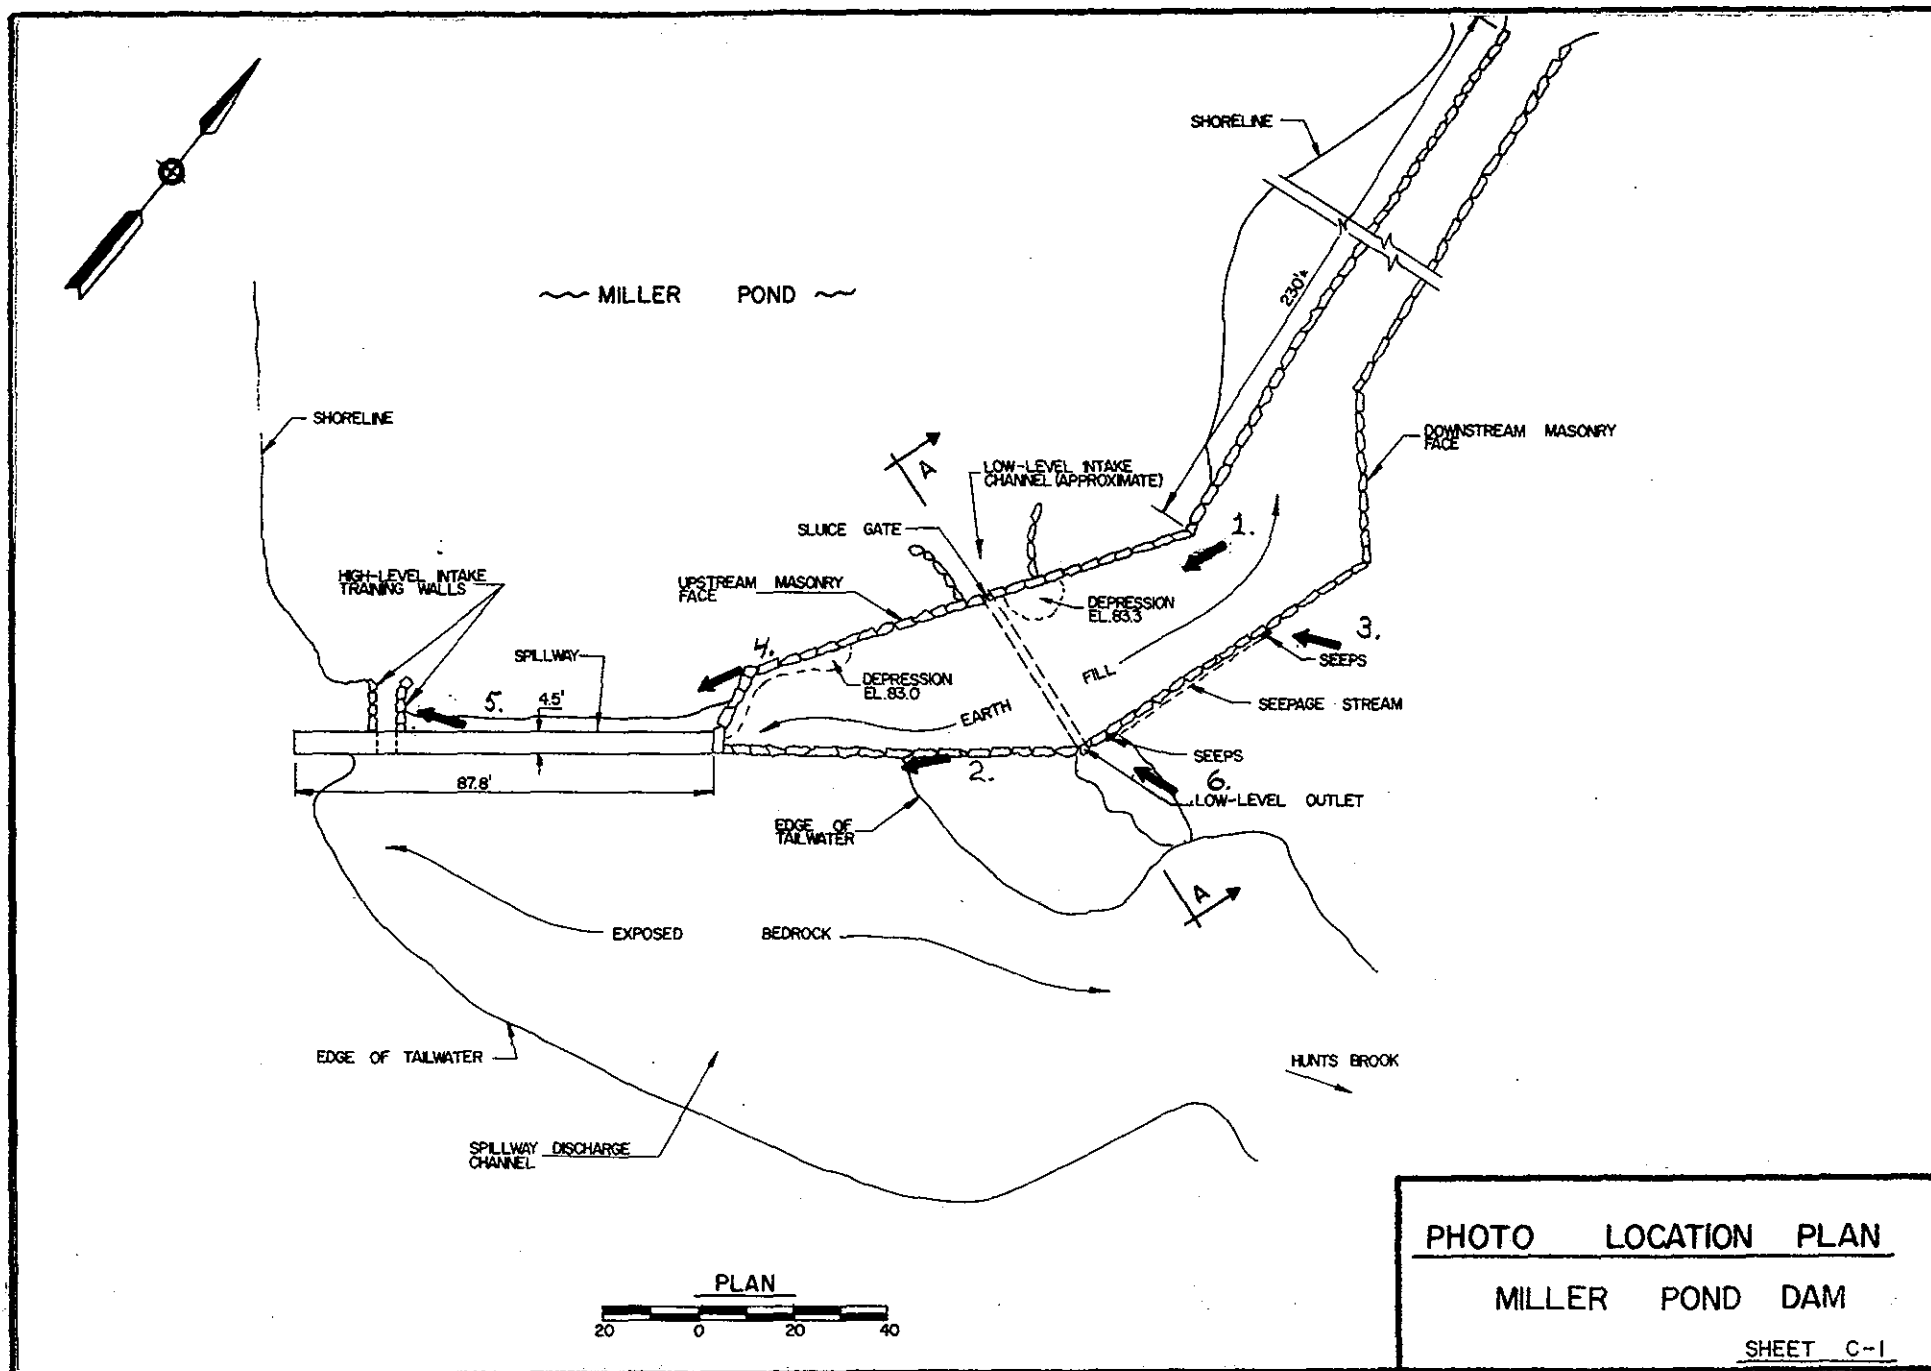 SHORELINE
230'±
MILLER POND
SHORELINE
DOWNSTREAM MASONRY
FACE
A
LOW-LEVEL INTAKE
CHANNEL (APPROXIMATE)
SLUICE GATE
1.
HIGH-LEVEL INTAKE
TRAINING WALLS
UPSTREAM MASONRY
FACE
DEPRESSION
EL.83.3
3.
SEEPS
4.
SPILLWAY
DEPRESSION
EL.83.0
FILL
SEEPAGE STREAM
5.
4.5'
EARTH
SEEPS
2.
6.
87.8'
LOW-LEVEL OUTLET
EDGE OF
TAILWATER
A
EXPOSED BEDROCK
EDGE OF TAILWATER
HUNTS BROOK
SPILLWAY DISCHARGE
CHANNEL
PLAN
20 0 20 40
PHOTO LOCATION PLAN
MILLER POND DAM
SHEET C-1